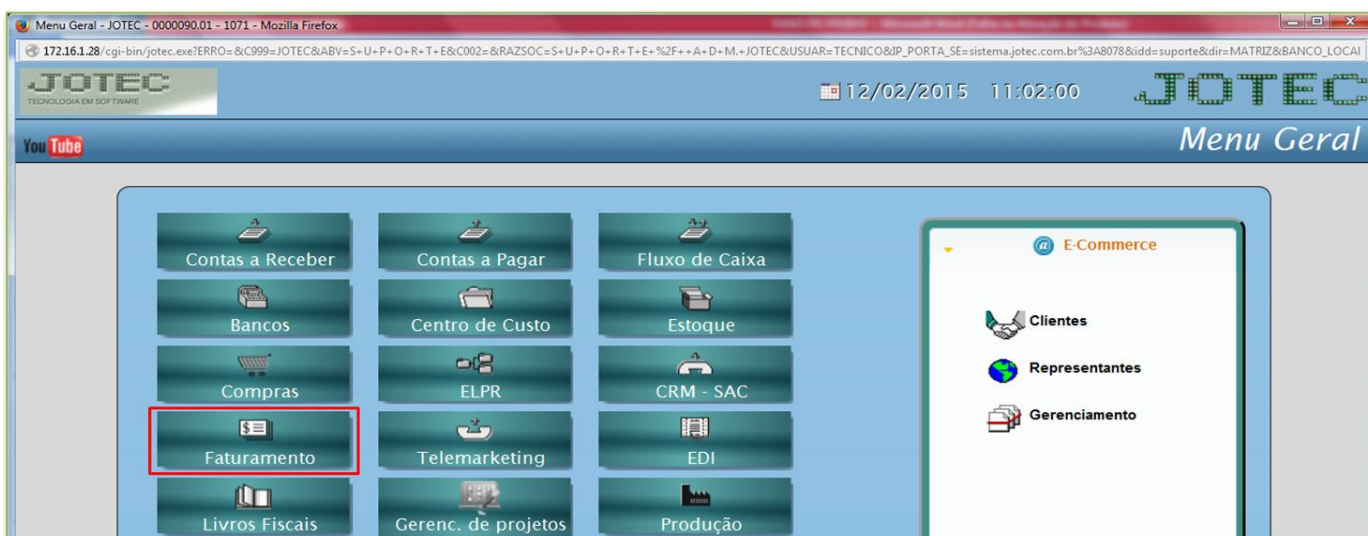 Menu Geral - JOTEC - 0000090.01 - 1071 - Mozilla Firefox
172.16.1.28/cgi-bin/jotec.exe?ERRO=&C999=JOTEC&ABV=S+U+P+O+R+T+E&C002=&RAZSOC=S+U+P+O+R+T+E+%2F++A+D+M.+JOTEC&USUAR=TECNICO&IP_PORTA_SE=sistema.jotec.com.br%3A8078&idd=suporte&dir=MATRIZ&BANCO_LOCAI
JOTEC
TECNOLOGIA EM SOFTWARE
12/02/2015 11:02:00
JOTEC
You Tube
Menu Geral
Contas a Receber
Contas a Pagar
Fluxo de Caixa
E-Commerce
Bancos
Centro de Custo
Estoque
Clientes
Compras
ELPR
CRM - SAC
Representantes
Gerenciamento
Faturamento
Telemarketing
EDI
Livros Fiscais
Gerenc. de projetos
Produção